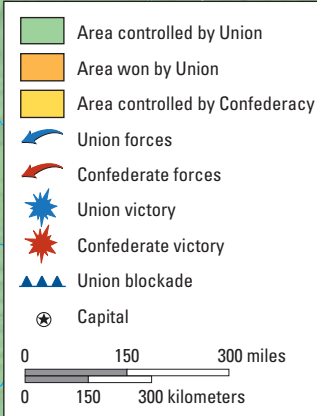 Area controlled by Union
Area won by Union
Area controlled by Confederacy
Union forces
Confederate forces
Union victory
Confederate victory
Union blockade
Capital
0 150 300 miles
0 150 300 kilometers